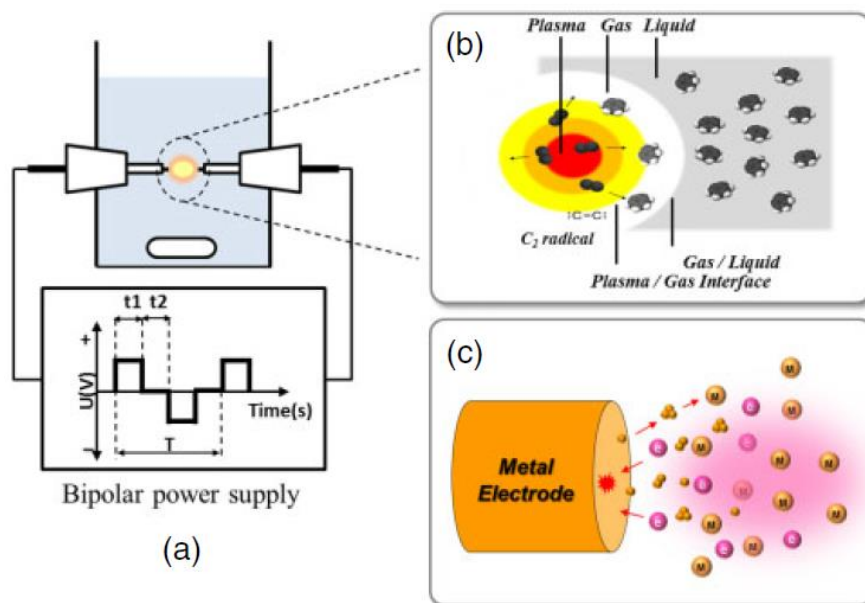 t1 t2
+
U(V)
-
Time(s)
T
Bipolar power supply
(a)
(b)
Plasma Gas Liquid
:C-C:
C2 radical
Gas / Liquid
Plasma / Gas Interface
(c)
Metal
Electrode
M
M
e
M
e
M
e
M
M
e
M
M
M
e
M
e
e
M
M